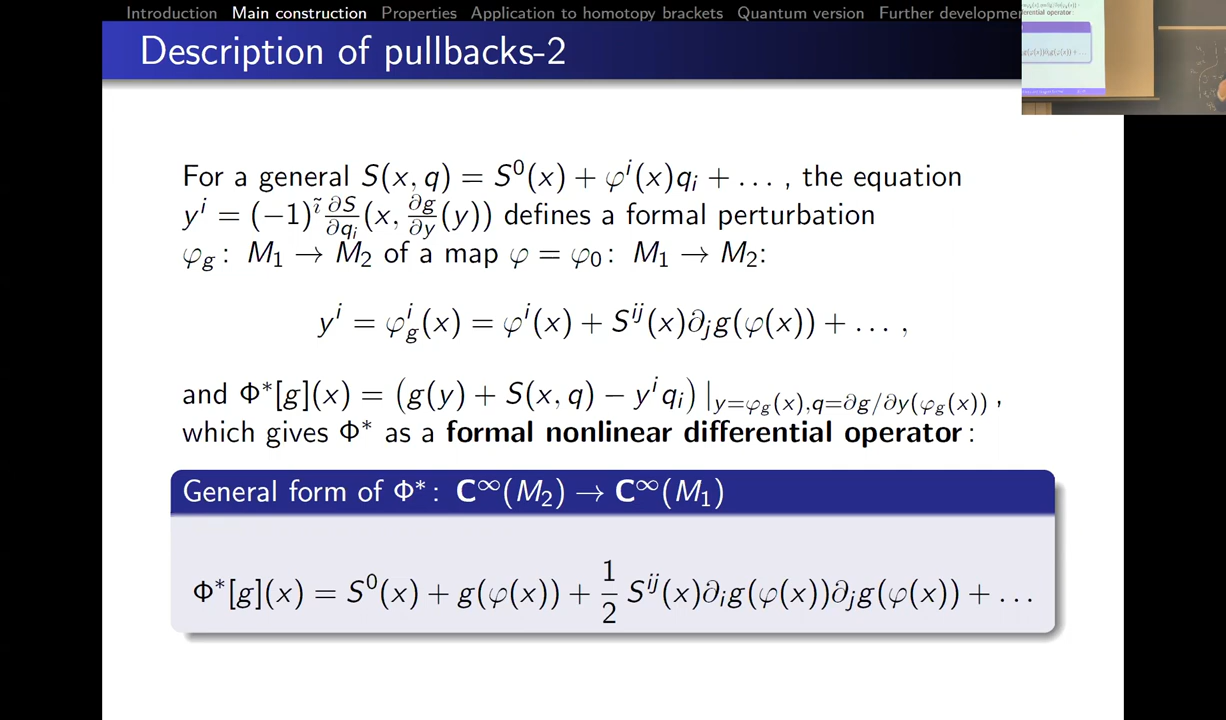 Introduction Main construction Properties Application to homotopy brackets Quantum version Further developmen
Description of pullbacks-2
For a general S(x, q) = S⁰(x) + φⁱ(x)qᵢ + … , the equation
yⁱ = (−1)^ĩ ∂S/∂qᵢ (x, ∂g/∂y (y)) defines a formal perturbation
φ_g : M₁ → M₂ of a map φ = φ₀ : M₁ → M₂:
yⁱ = φⁱ_g(x) = φⁱ(x) + Sⁱʲ(x)∂ⱼg(φ(x)) + … ,
and Φ*[g](x) = (g(y) + S(x, q) − yⁱqᵢ) |_{y=φ_g(x),q=∂g/∂y(φ_g(x))} ,
which gives Φ* as a formal nonlinear differential operator:
General form of Φ* : C^∞(M₂) → C^∞(M₁)
Φ*[g](x) = S⁰(x) + g(φ(x)) + 1/2 Sⁱʲ(x)∂ᵢg(φ(x))∂ⱼg(φ(x)) + …